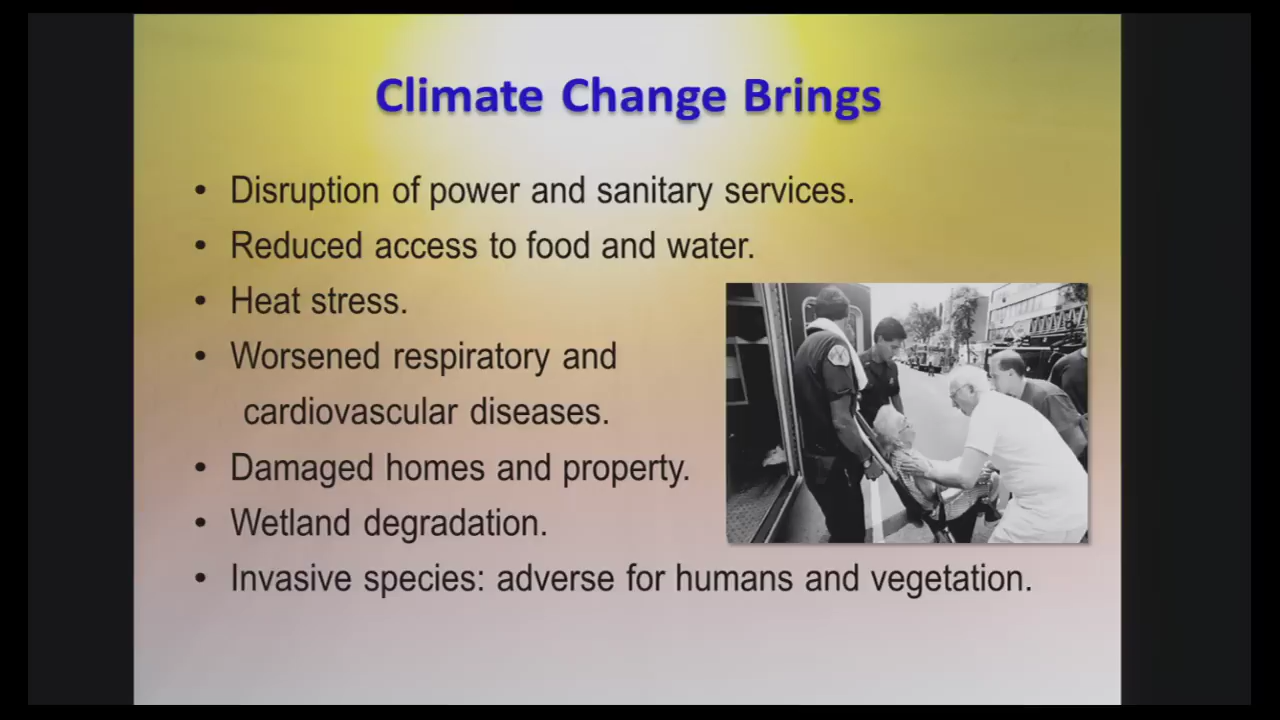 Climate Change Brings
• Disruption of power and sanitary services.
• Reduced access to food and water.
• Heat stress.
• Worsened respiratory and
cardiovascular diseases.
• Damaged homes and property.
• Wetland degradation.
• Invasive species: adverse for humans and vegetation.